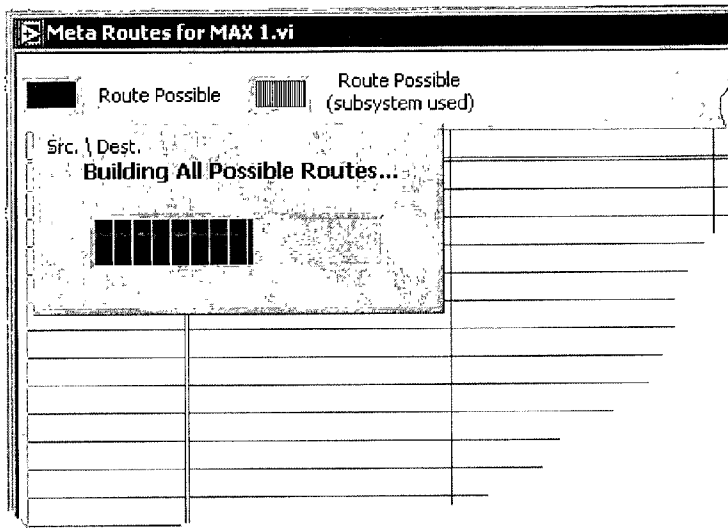 Meta Routes for MAX 1.vi
Route Possible
Route Possible
(subsystem used)
Src. \ Dest.
Building All Possible Routes...